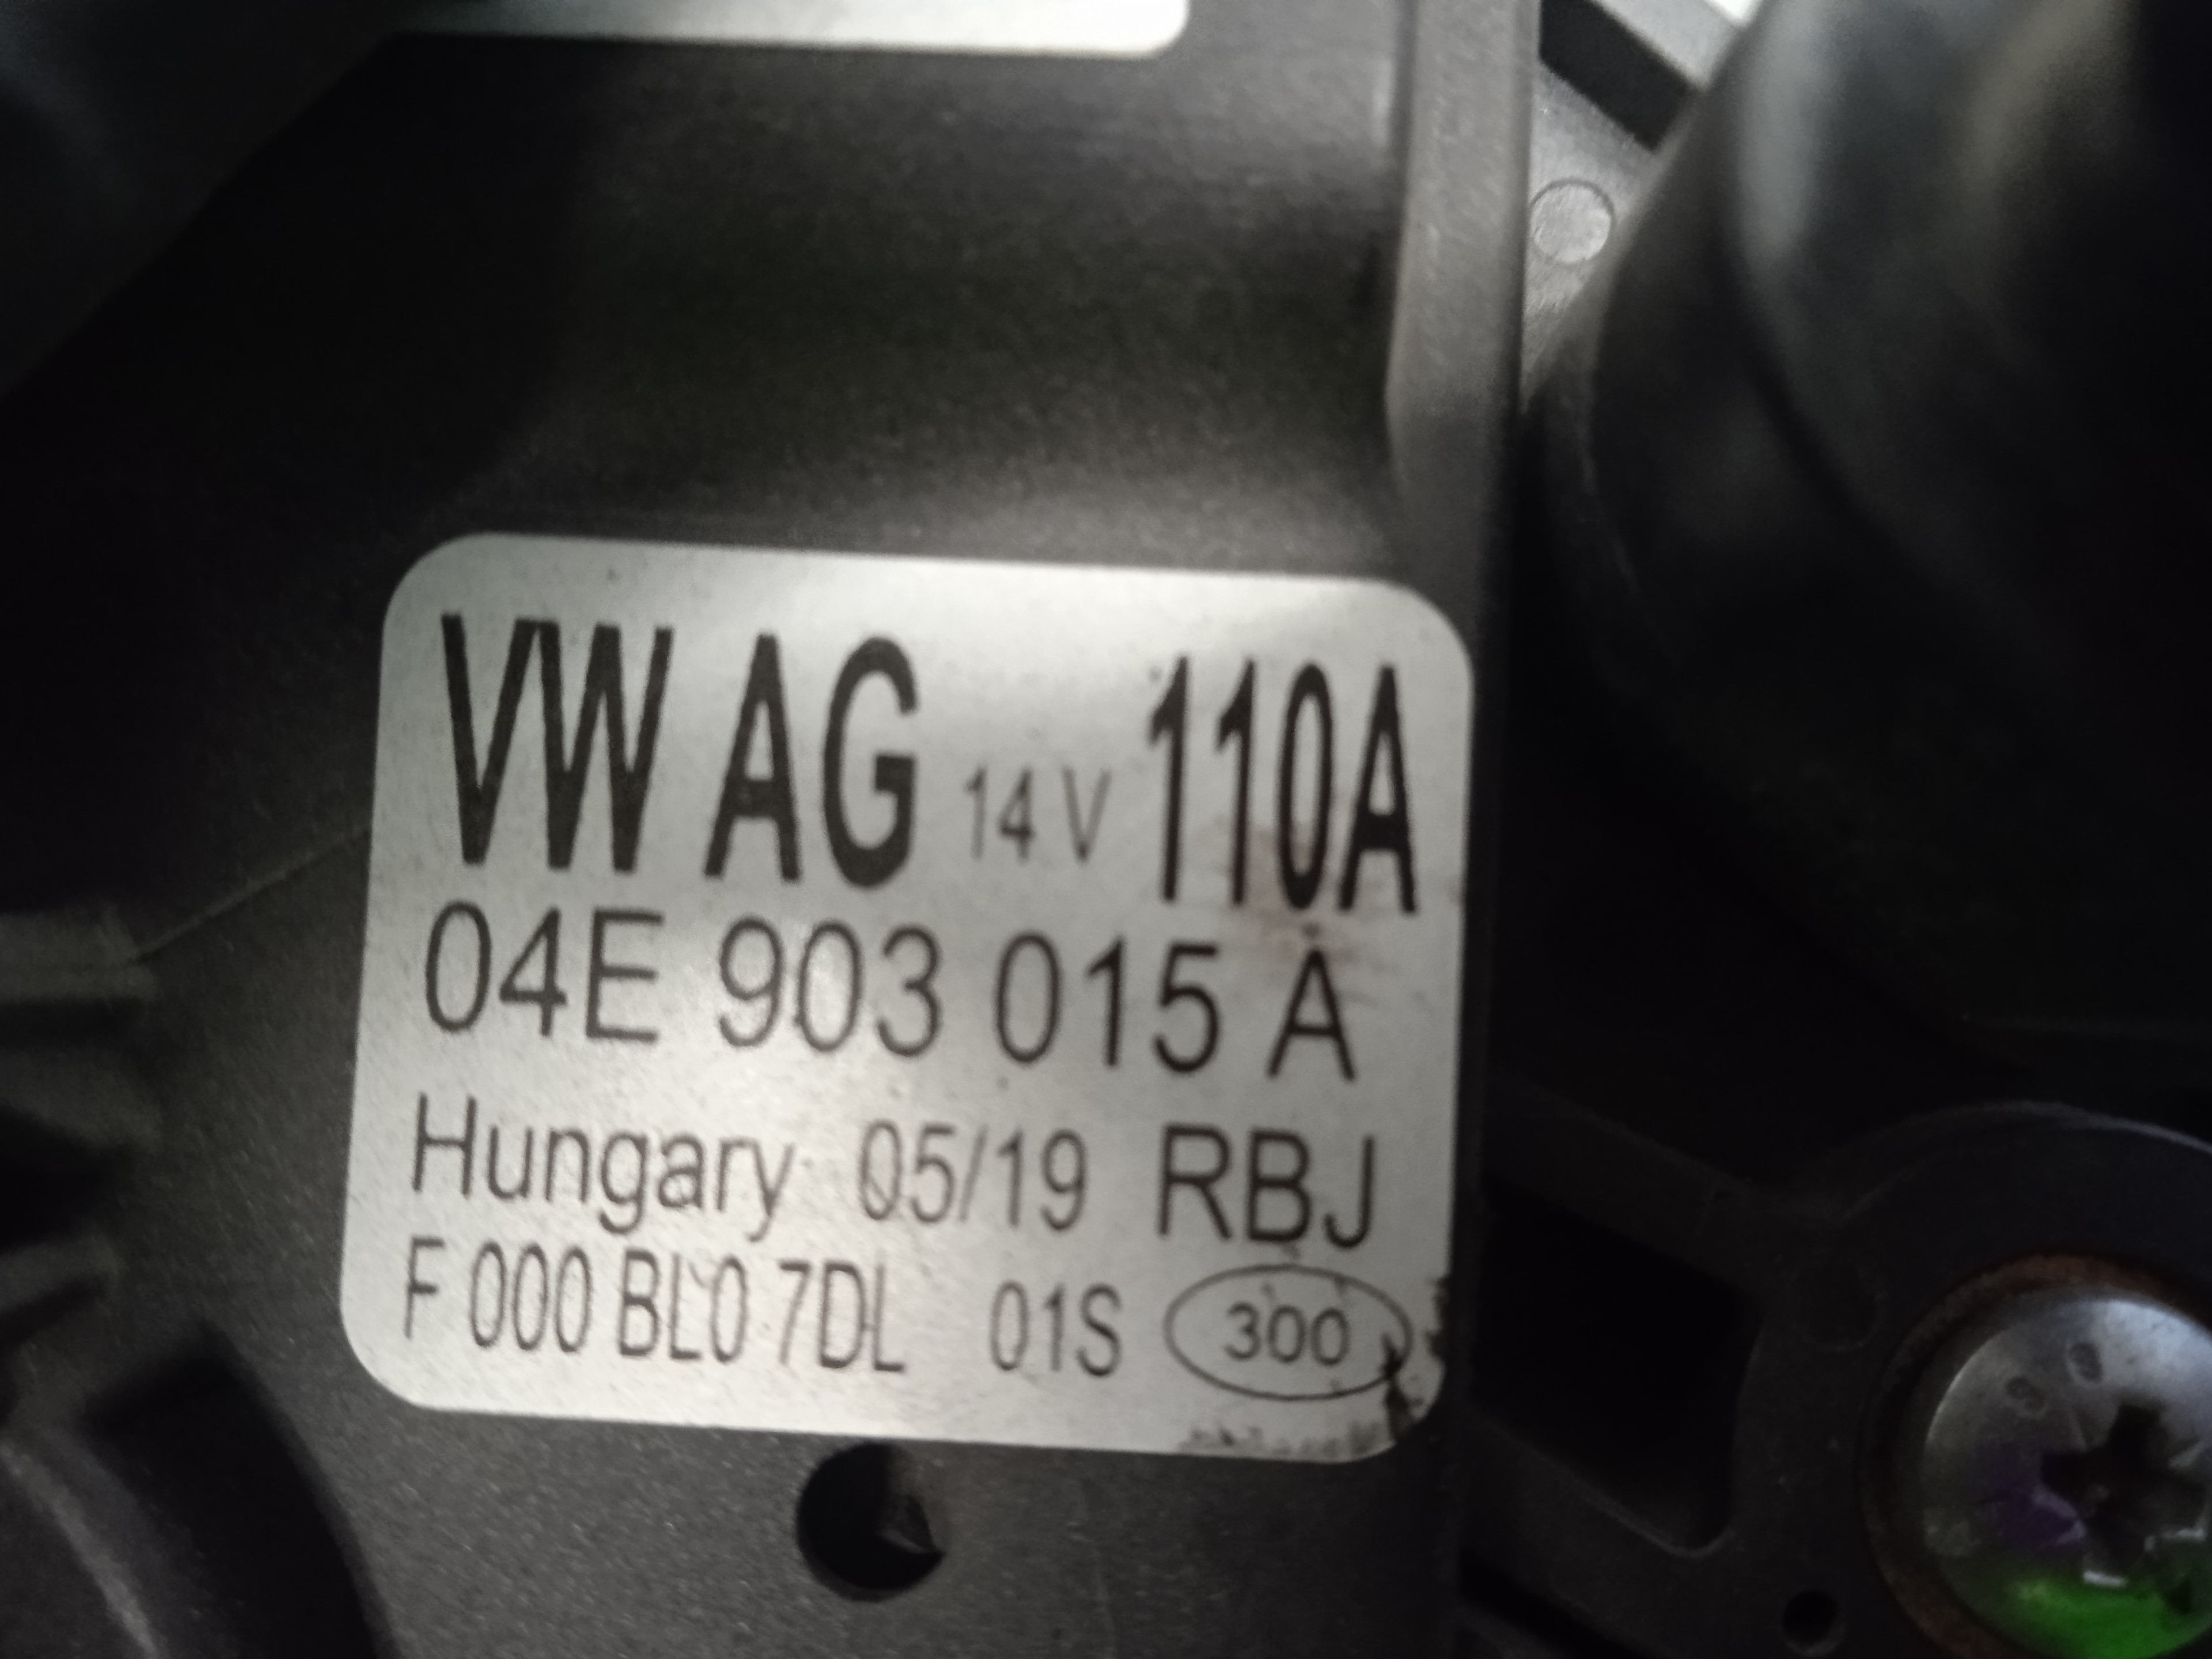 VW AG 14 V 110A
04E 903 015 A
Hungary 05/19 RBJ
F 000 BL0 7DL 01S 300